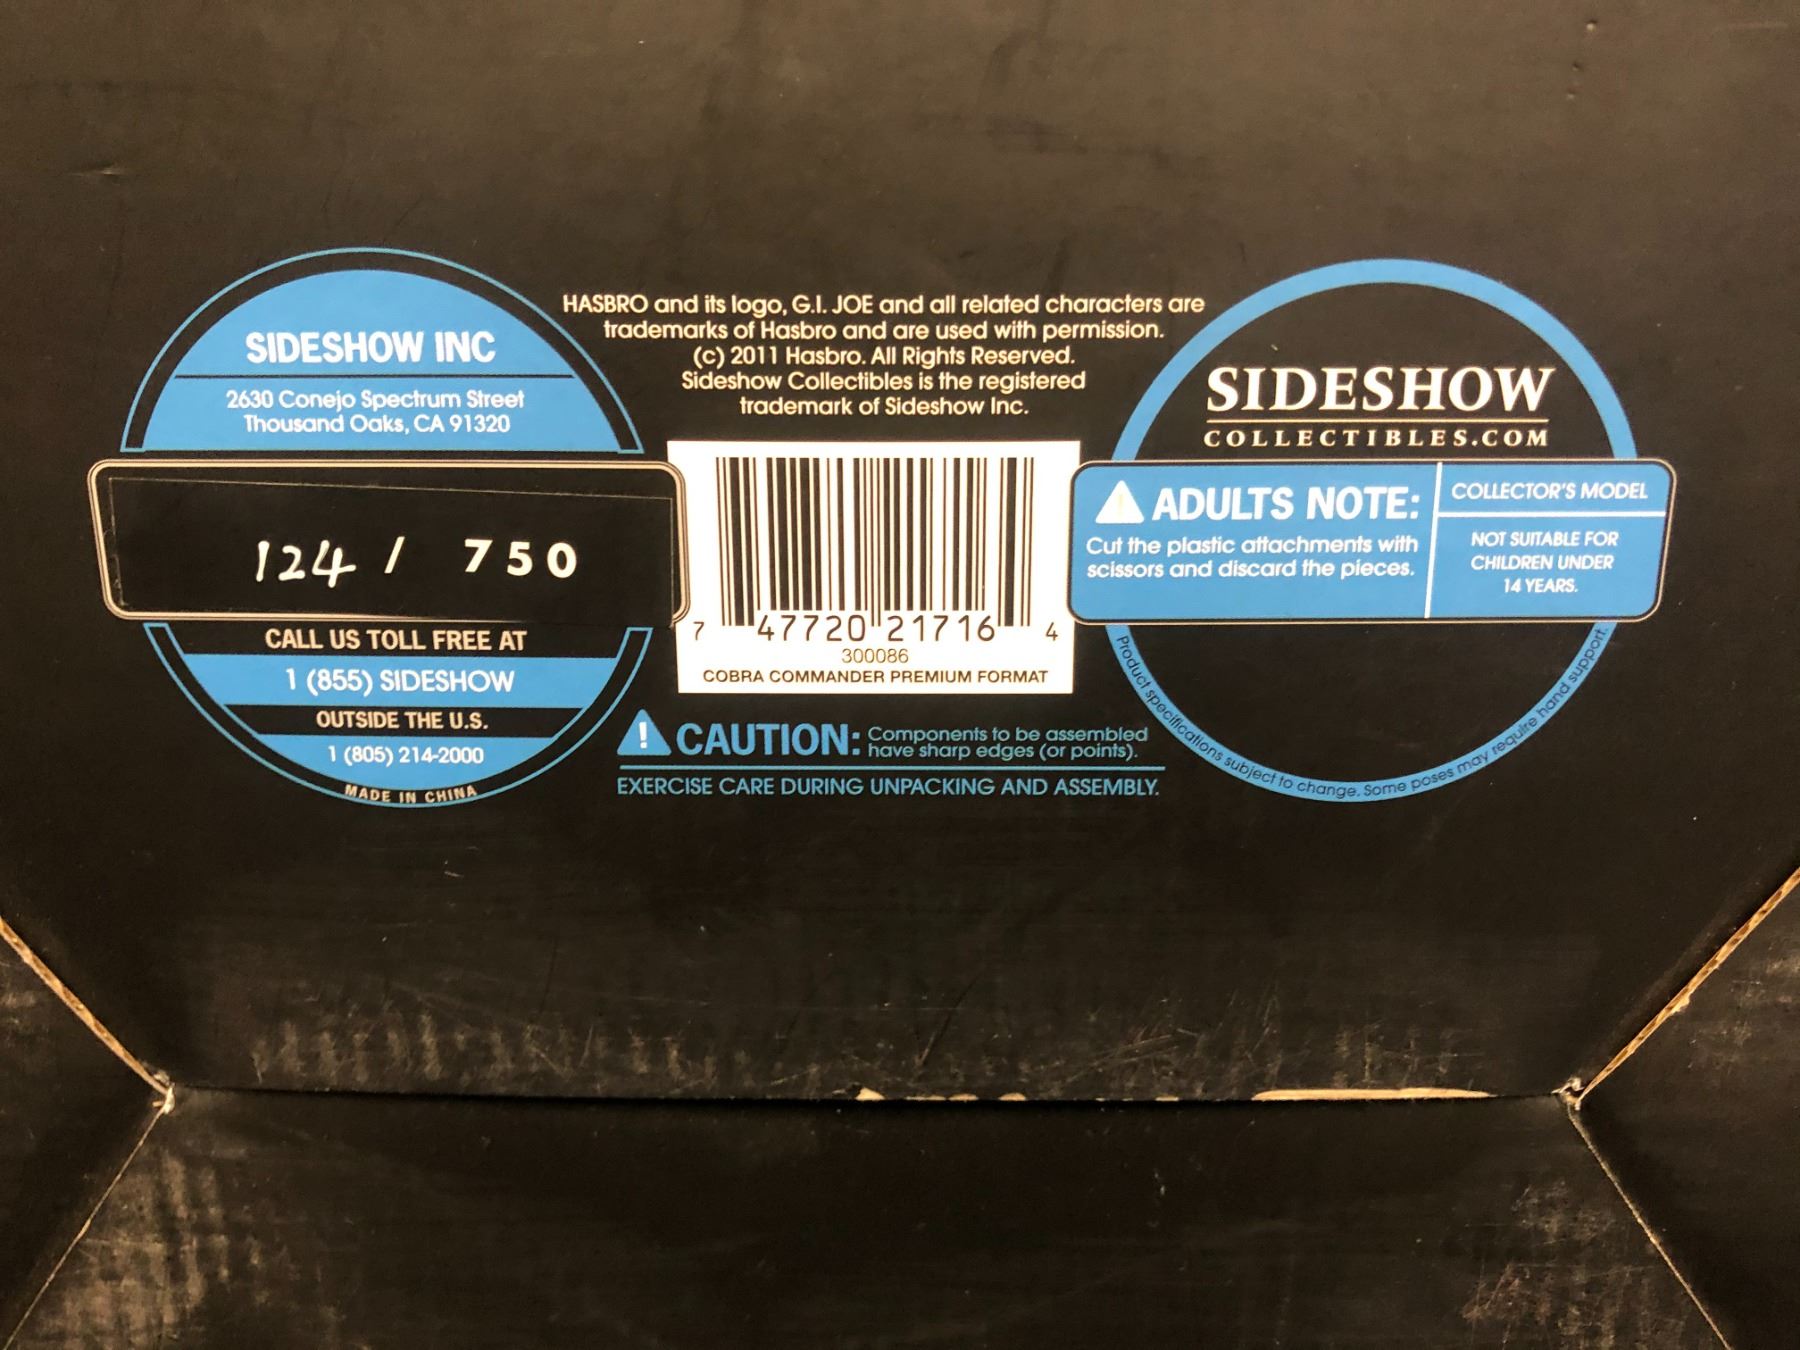 SIDESHOW INC
2630 Conejo Spectrum Street
Thousand Oaks, CA 91320
124 / 750
CALL US TOLL FREE AT
1 (855) SIDESHOW
OUTSIDE THE U.S.
1 (805) 214-2000
MADE IN CHINA
HASBRO and its logo, G.I. JOE and all related characters are
trademarks of Hasbro and are used with permission.
(c) 2011 Hasbro. All Rights Reserved.
Sideshow Collectibles is the registered
trademark of Sideshow Inc.
7 47720 21716 4
300086
COBRA COMMANDER PREMIUM FORMAT
! CAUTION: Components to be assembled
have sharp edges (or points).
EXERCISE CARE DURING UNPACKING AND ASSEMBLY.
SIDESHOW
COLLECTIBLES.COM
! ADULTS NOTE:
Cut the plastic attachments with
scissors and discard the pieces.
COLLECTOR'S MODEL
NOT SUITABLE FOR
CHILDREN UNDER
14 YEARS.
Product specifications subject to change. Some poses may require hand support.